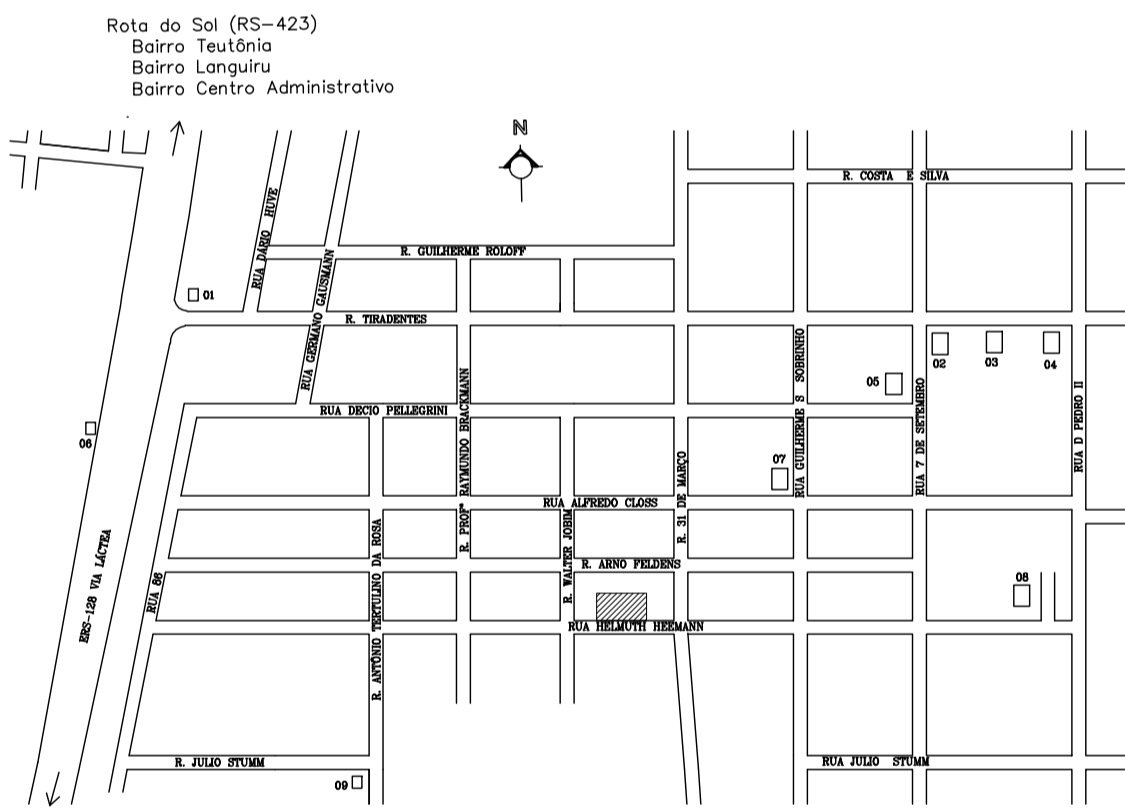 Rota do Sol (RS-423)
Bairro Teutônia
Bairro Languiru
Bairro Centro Administrativo
N
R. COSTA E SILVA
RUA DÁRIO HUVE
R. GUILHERME ROLOFF
RUA GERMANO GAUSMANN
01
R. TIRADENTES
02
03
04
05
RUA GUILHERME S SOBRINHO
RUA 7 DE SETEMBRO
RUA D PEDRO II
RUA DECIO PELLEGRINI
R. PROFª RAYMUNDO BRACKMANN
06
07
R. 31 DE MARÇO
RUA ALFREDO CLOSS
R. WALTER JOBIM
R. ANTÔNIO TERTULINO DA ROSA
ERS-128 VIA LÁCTEA
RUA 86
R. ARNO FELDENS
08
RUA HELMUTH HEEMANN
R. JULIO STUMM
RUA JULIO STUMM
09